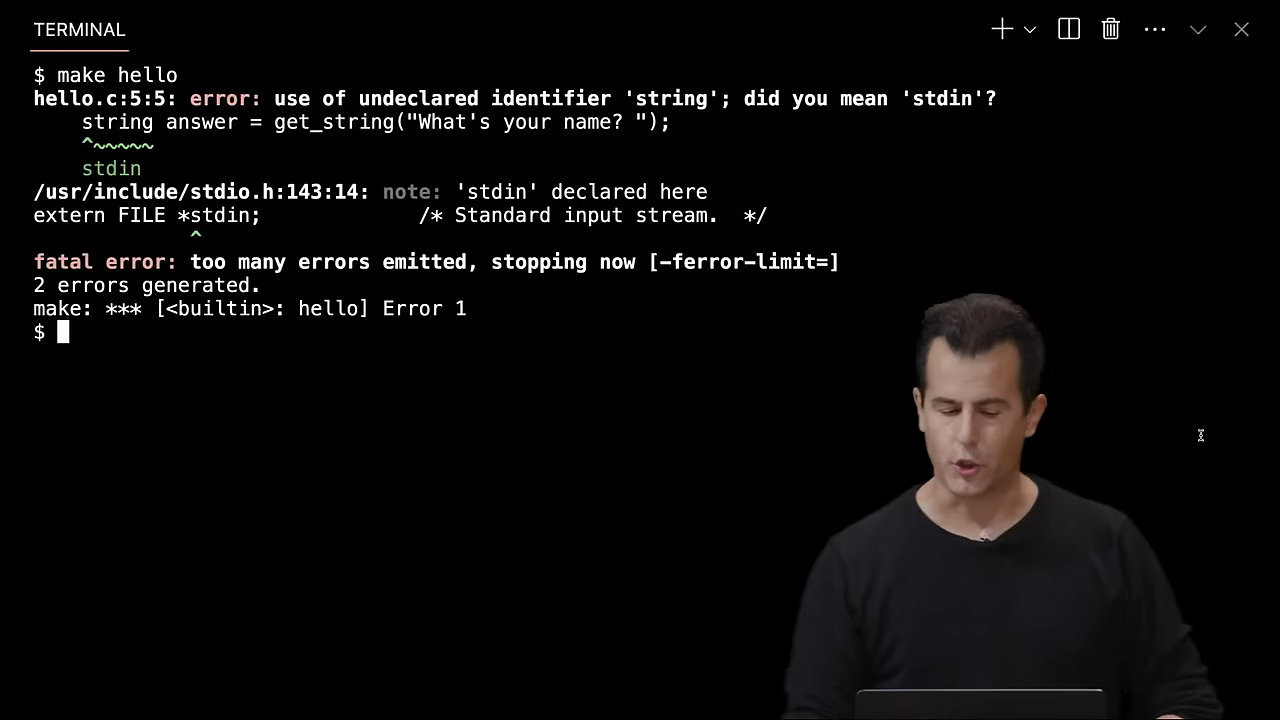 TERMINAL
$ make hello
hello.c:5:5: error: use of undeclared identifier 'string'; did you mean 'stdin'?
    string answer = get_string("What's your name? ");
    ^~~~~~
    stdin
/usr/include/stdio.h:143:14: note: 'stdin' declared here
extern FILE *stdin;             /* Standard input stream.  */
             ^
fatal error: too many errors emitted, stopping now [-ferror-limit=]
2 errors generated.
make: *** [<builtin>: hello] Error 1
$